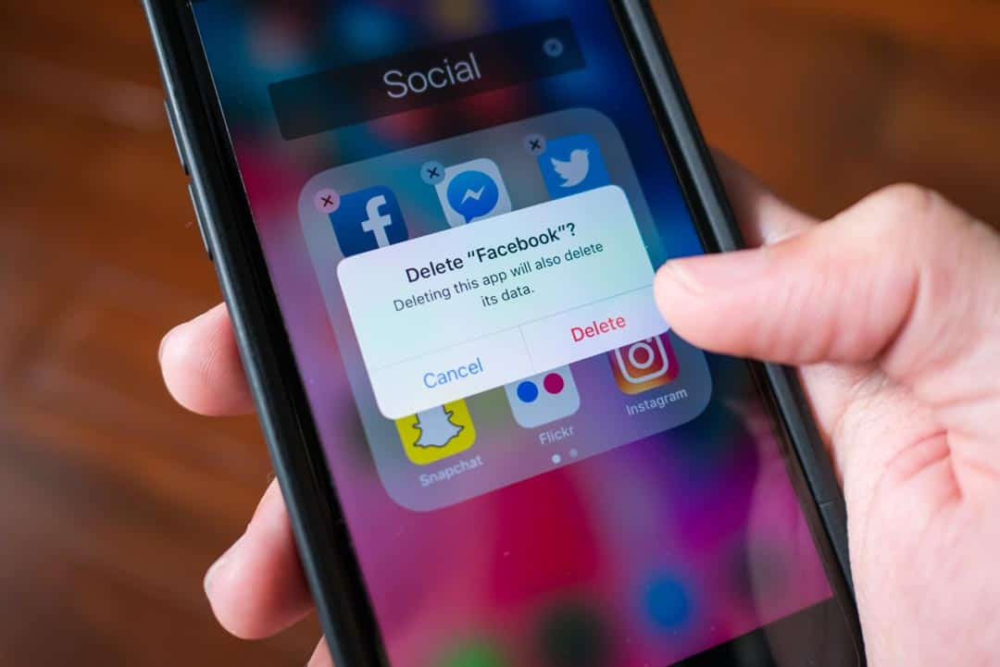 Social
Delete “Facebook”?
Deleting this app will also delete
its data.
Cancel
Delete
Snapchat
Flickr
Instagram